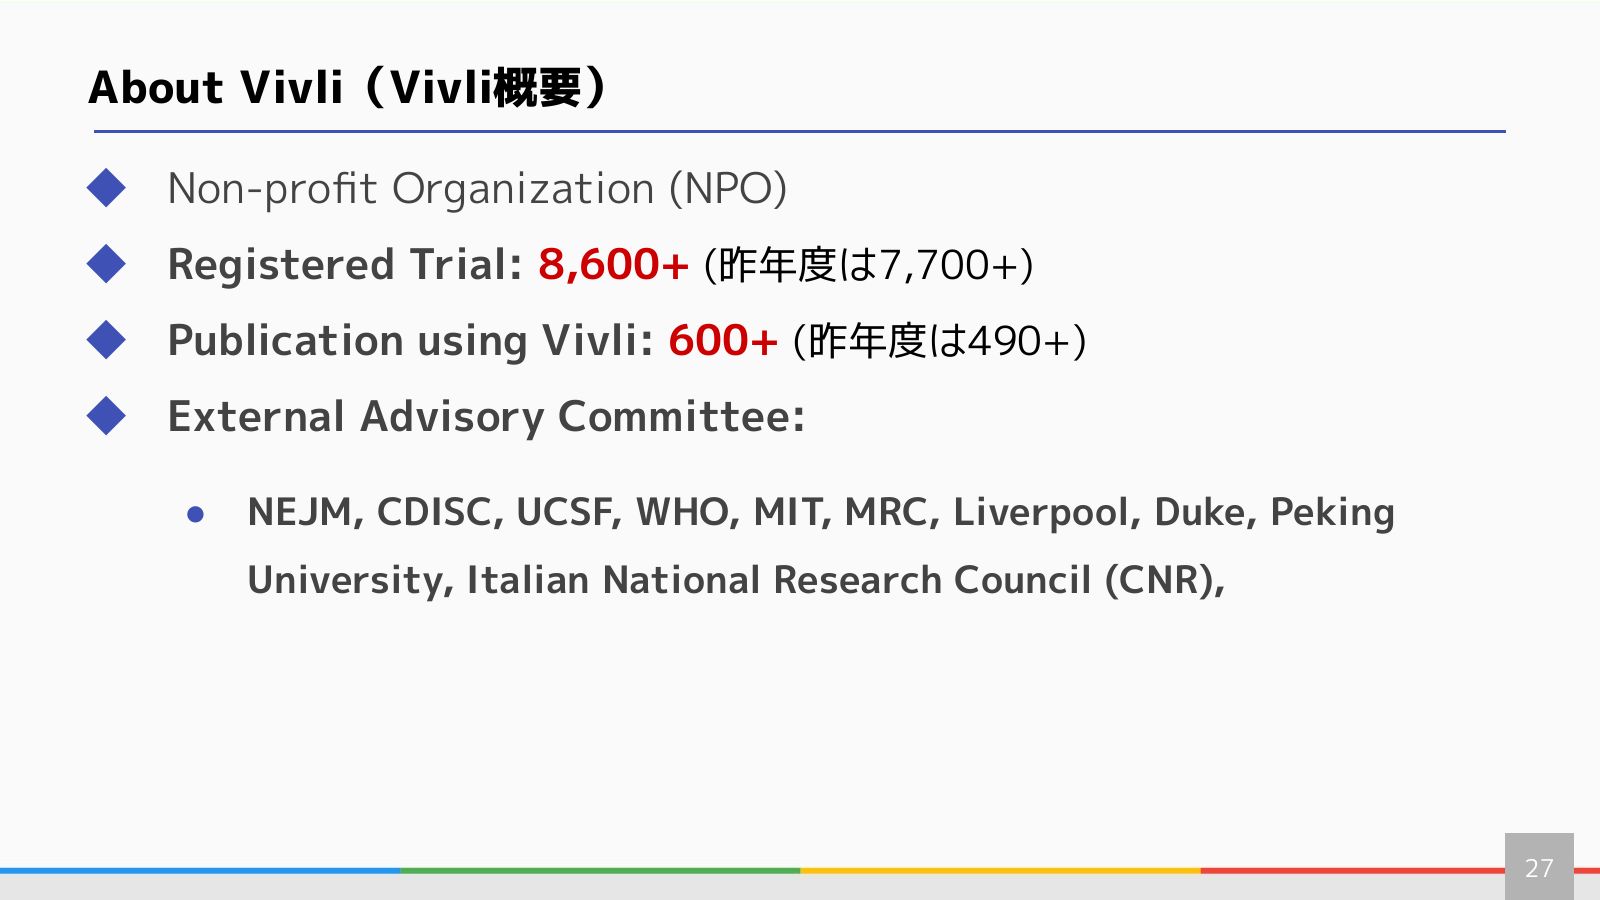 About Vivli（Vivli概要）
Non-profit Organization (NPO)
Registered Trial: 8,600+ (昨年度は7,700+)
Publication using Vivli: 600+ (昨年度は490+)
External Advisory Committee:
NEJM, CDISC, UCSF, WHO, MIT, MRC, Liverpool, Duke, Peking
University, Italian National Research Council (CNR),
27